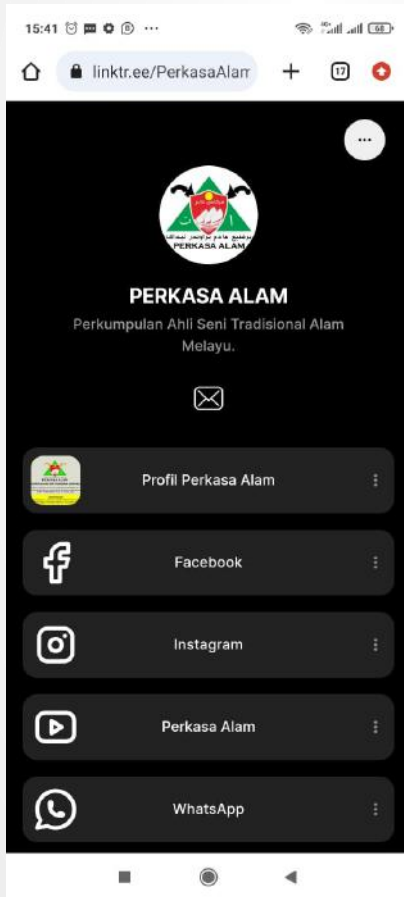 15:41
68
linktr.ee/PerkasaAlam
17
PERKASA ALAM
PERKASA ALAM
Perkumpulan Ahli Seni Tradisional Alam
Melayu.
Profil Perkasa Alam
Facebook
Instagram
Perkasa Alam
WhatsApp